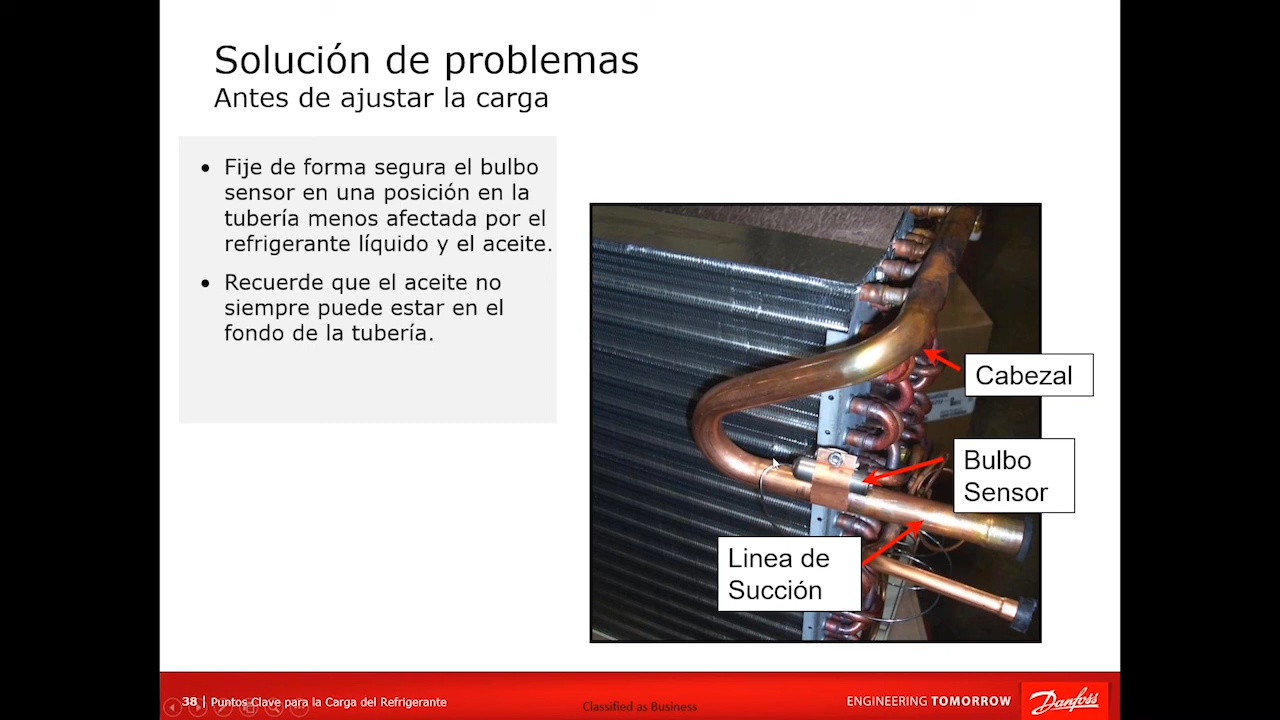 Solución de problemas
Antes de ajustar la carga
• Fije de forma segura el bulbo
sensor en una posición en la
tubería menos afectada por el
refrigerante líquido y el aceite.
• Recuerde que el aceite no
siempre puede estar en el
fondo de la tubería.
Cabezal
Bulbo
Sensor
Linea de
Succión
38 | Puntos Clave para la Carga del Refrigerante
Classified as Business
ENGINEERING TOMORROW
Danfoss